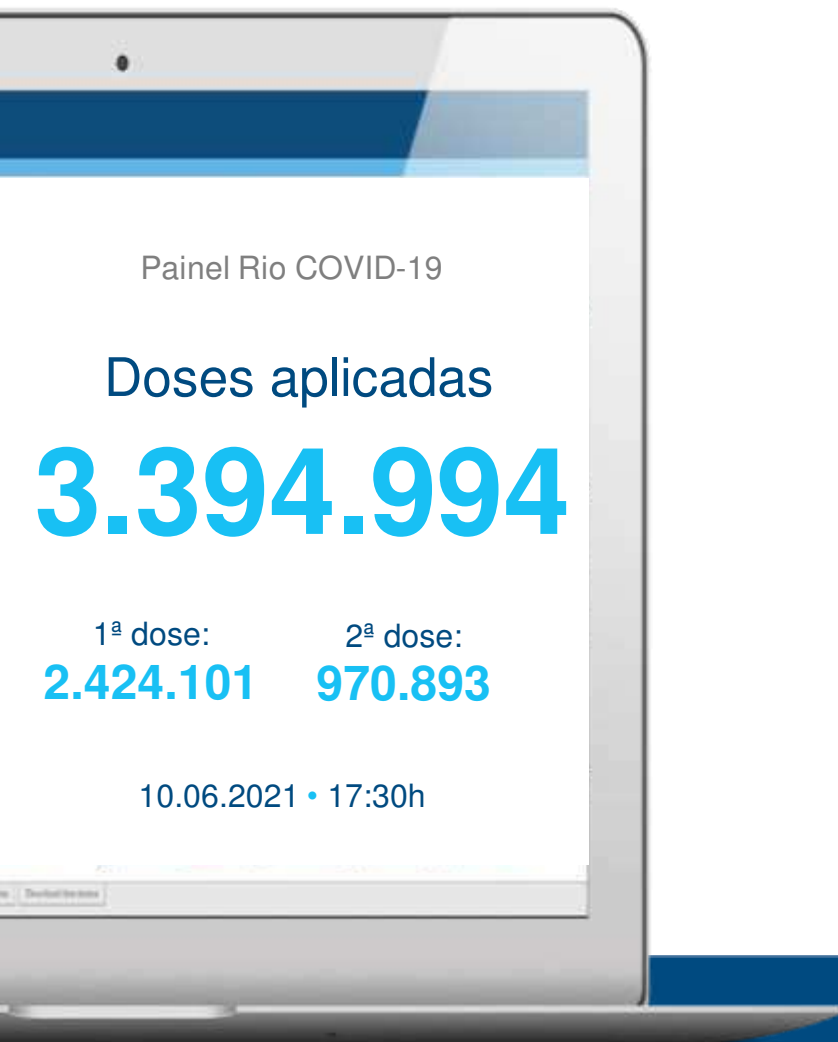 Painel Rio COVID-19
Doses aplicadas
3.394.994
1ª dose: 2ª dose:
2.424.101 970.893
10.06.2021 • 17:30h